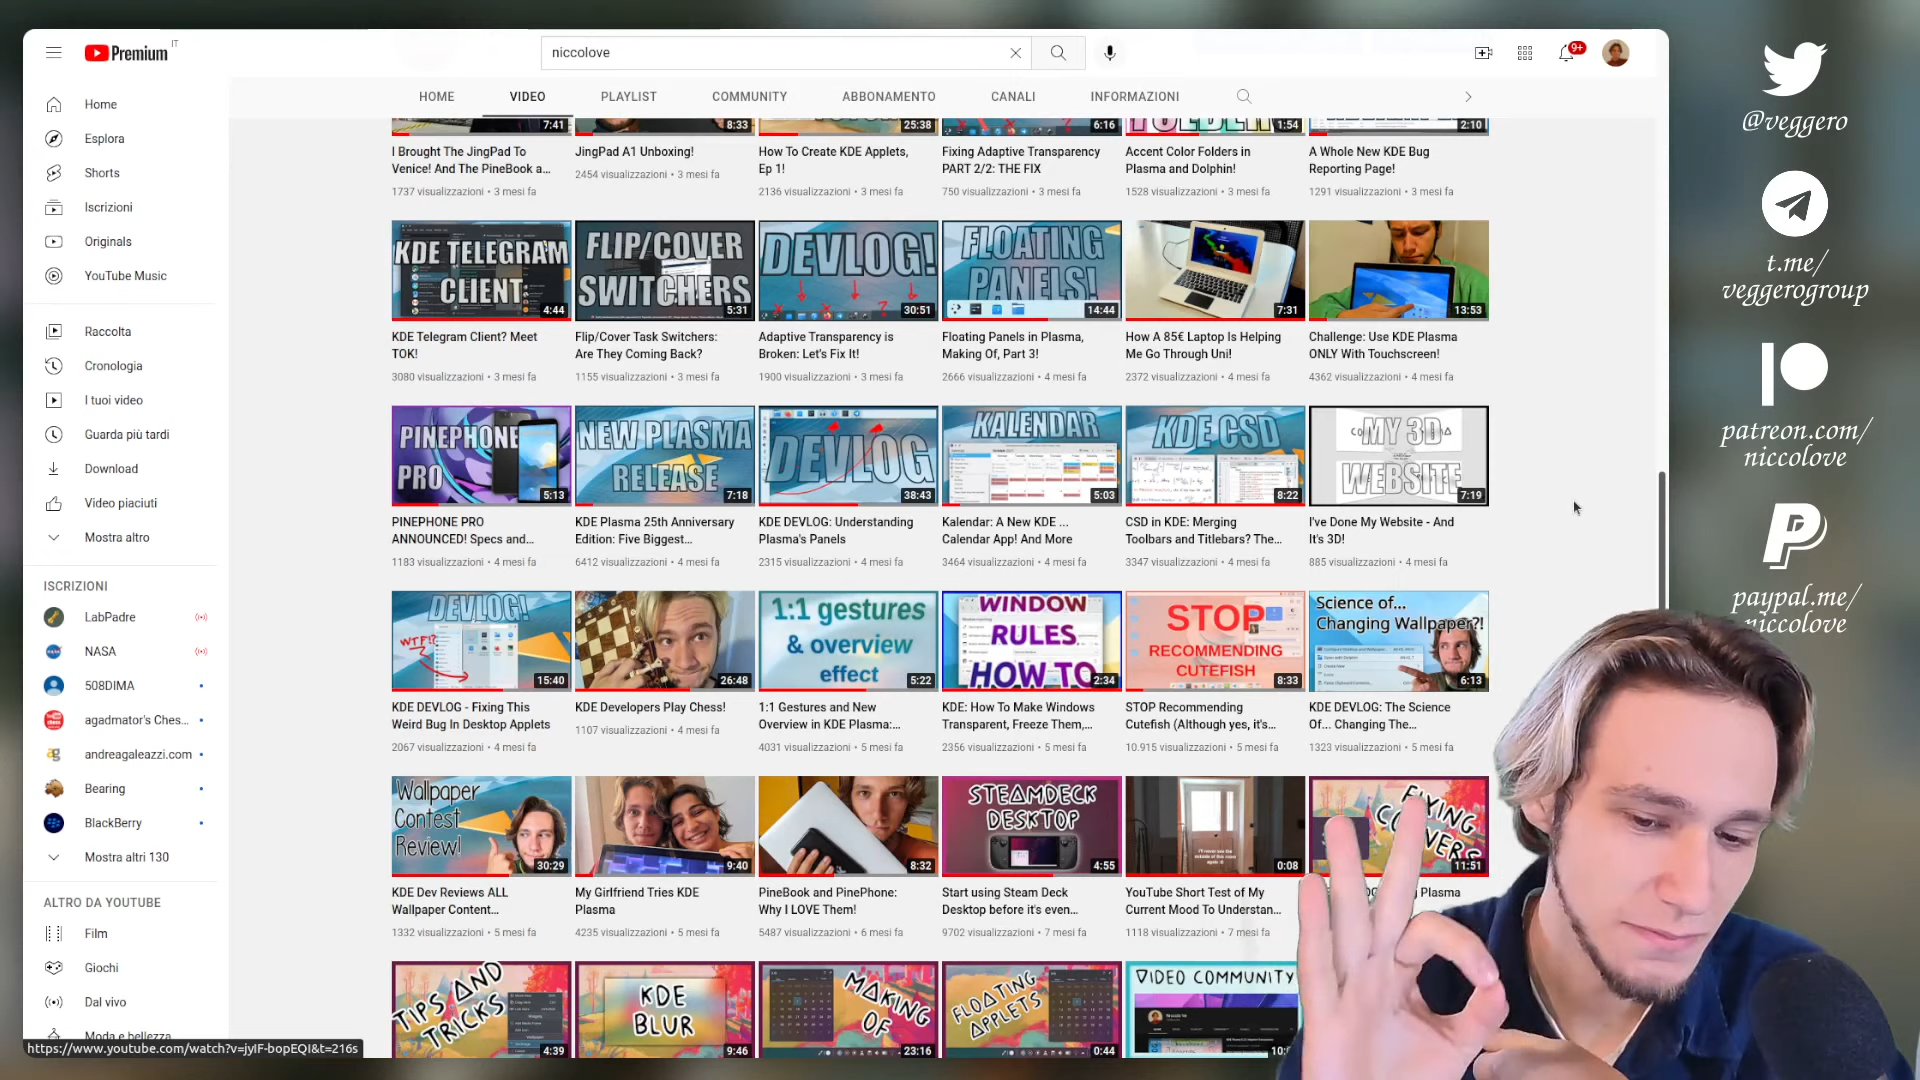 Premium IT
niccolove
9+
Home
Esplora
Shorts
Iscrizioni
Originals
YouTube Music
Raccolta
Cronologia
I tuoi video
Guarda più tardi
Download
Video piaciuti
Mostra altro
ISCRIZIONI
LabPadre
NASA
508DIMA
agadmator's Ches...
andreagaleazzi.com
Bearing
BlackBerry
Mostra altri 130
ALTRO DA YOUTUBE
Film
Giochi
Dal vivo
Moda e bellezza
https://www.youtube.com/watch?v=jyIF-bopEQI&t=216s
HOME VIDEO PLAYLIST COMMUNITY ABBONAMENTO CANALI INFORMAZIONI
7:41 8:33 25:38 6:16 1:54 2:10
I Brought The JingPad To
Venice! And The PineBook a...
1737 visualizzazioni • 3 mesi fa
JingPad A1 Unboxing!
2454 visualizzazioni • 3 mesi fa
How To Create KDE Applets,
Ep 1!
2136 visualizzazioni • 3 mesi fa
Fixing Adaptive Transparency
PART 2/2: THE FIX
750 visualizzazioni • 3 mesi fa
Accent Color Folders in
Plasma and Dolphin!
1528 visualizzazioni • 3 mesi fa
A Whole New KDE Bug
Reporting Page!
1291 visualizzazioni • 3 mesi fa
KDE TELEGRAM
CLIENT
4:44
KDE Telegram Client? Meet
TOK!
3080 visualizzazioni • 3 mesi fa
FLIP/COVER
SWITCHERS
5:31
Flip/Cover Task Switchers:
Are They Coming Back?
1155 visualizzazioni • 3 mesi fa
DEVLOG!
30:51
Adaptive Transparency is
Broken: Let's Fix It!
1900 visualizzazioni • 3 mesi fa
FLOATING
PANELS!
14:44
Floating Panels in Plasma,
Making Of, Part 3!
2666 visualizzazioni • 4 mesi fa
7:31
How A 85€ Laptop Is Helping
Me Go Through Uni!
2372 visualizzazioni • 4 mesi fa
13:53
Challenge: Use KDE Plasma
ONLY With Touchscreen!
4362 visualizzazioni • 4 mesi fa
PINEPHONE
PRO
5:13
PINEPHONE PRO
ANNOUNCED! Specs and...
1183 visualizzazioni • 4 mesi fa
NEW PLASMA
RELEASE
7:18
KDE Plasma 25th Anniversary
Edition: Five Biggest...
6412 visualizzazioni • 4 mesi fa
DEVLOG
38:43
KDE DEVLOG: Understanding
Plasma's Panels
2315 visualizzazioni • 4 mesi fa
KALENDAR
5:03
Kalendar: A New KDE ...
Calendar App! And More
3464 visualizzazioni • 4 mesi fa
KDE CSD
8:22
CSD in KDE: Merging
Toolbars and Titlebars? The...
3347 visualizzazioni • 4 mesi fa
MY 3D
WEBSITE
7:19
I've Done My Website - And
It's 3D!
885 visualizzazioni • 4 mesi fa
DEVLOG!
WTF!?
15:40
KDE DEVLOG - Fixing This
Weird Bug In Desktop Applets
2067 visualizzazioni • 4 mesi fa
26:48
KDE Developers Play Chess!
1107 visualizzazioni • 4 mesi fa
1:1 gestures
& overview
effect
5:22
1:1 Gestures and New
Overview in KDE Plasma:...
4031 visualizzazioni • 5 mesi fa
WINDOW
RULES,
HOW TO
2:34
KDE: How To Make Windows
Transparent, Freeze Them,...
2356 visualizzazioni • 5 mesi fa
STOP
RECOMMENDING
CUTEFISH
8:33
STOP Recommending
Cutefish (Although yes, it's...
10.915 visualizzazioni • 5 mesi fa
Science of...
Changing Wallpaper?!
6:13
KDE DEVLOG: The Science
Of... Changing The...
1323 visualizzazioni • 5 mesi fa
Wallpaper
Contest
Review!
30:29
KDE Dev Reviews ALL
Wallpaper Content...
1332 visualizzazioni • 5 mesi fa
9:40
My Girlfriend Tries KDE
Plasma
4235 visualizzazioni • 5 mesi fa
8:32
PineBook and PinePhone:
Why I LOVE Them!
5487 visualizzazioni • 6 mesi fa
STEAMDECK
DESKTOP
4:55
Start using Steam Deck
Desktop before it's even...
9702 visualizzazioni • 7 mesi fa
0:08
YouTube Short Test of My
Current Mood To Understan...
1118 visualizzazioni • 7 mesi fa
FIXING
11:51
Plasma
TIPS AND
TRICKS
4:39
KDE
BLUR
9:46
MAKING
OF
23:16
FLOATING
APPLETS
0:44
VIDEO COMMUNITY
@veggero
t.me/
veggerogroup
patreon.com/
niccolove
paypal.me/
niccolove